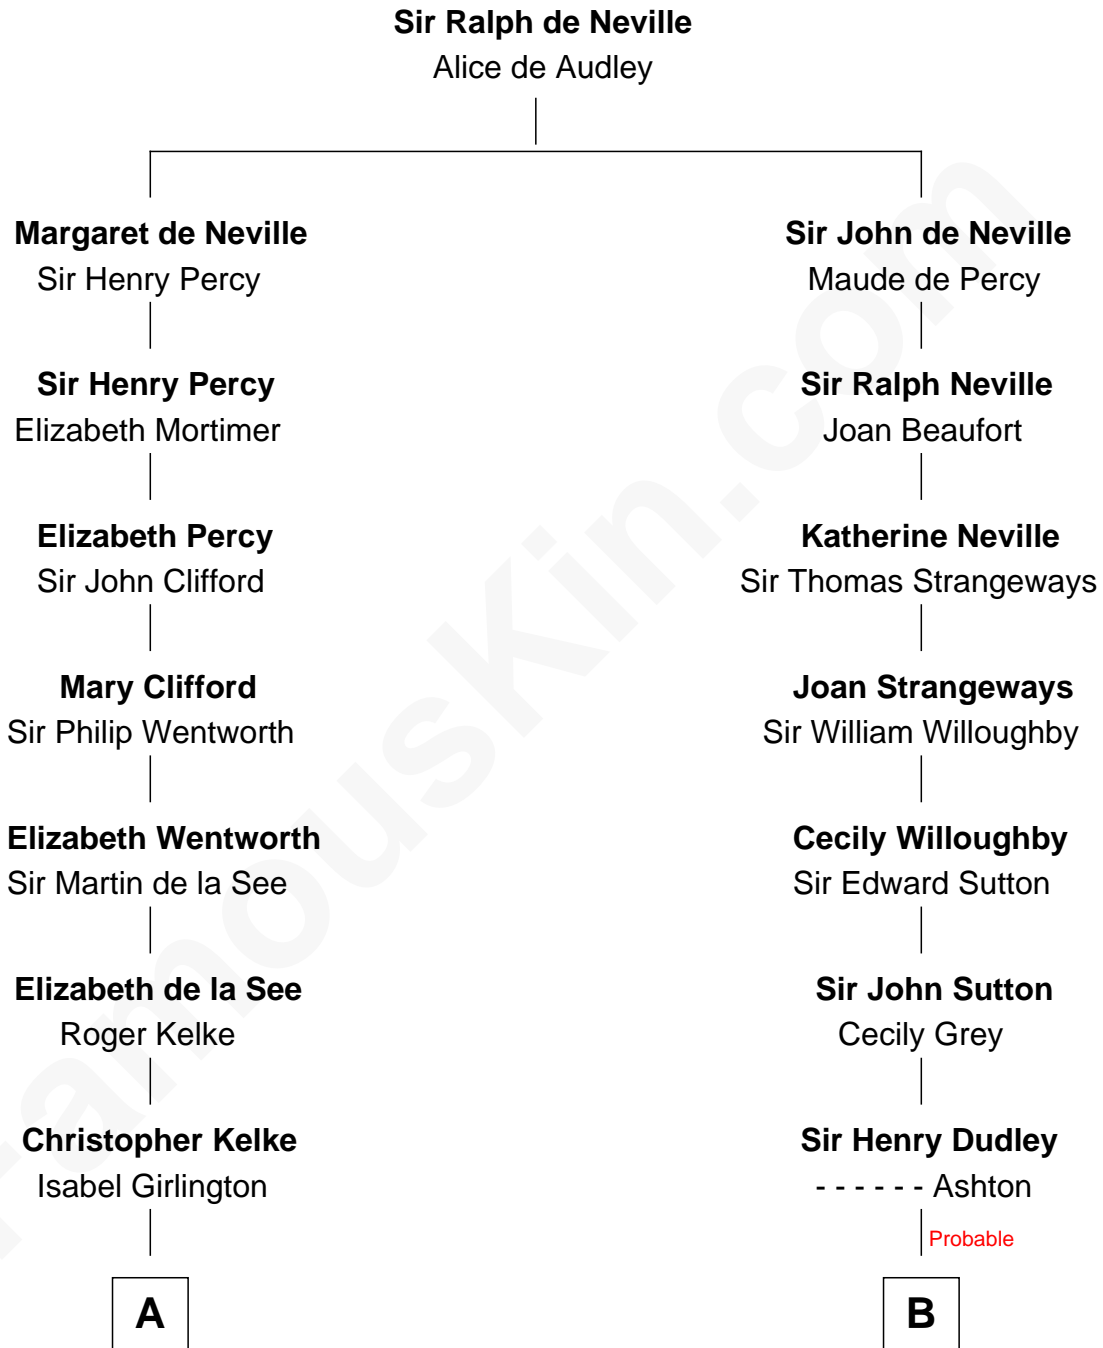 Sir Ralph de Neville
Alice de Audley
Margaret de Neville
Sir Henry Percy
Sir John de Neville
Maude de Percy
Sir Henry Percy
Elizabeth Mortimer
Sir Ralph Neville
Joan Beaufort
Elizabeth Percy
Sir John Clifford
Katherine Neville
Sir Thomas Strangeways
Mary Clifford
Sir Philip Wentworth
Joan Strangeways
Sir William Willoughby
Elizabeth Wentworth
Sir Martin de la See
Cecily Willoughby
Sir Edward Sutton
Elizabeth de la See
Roger Kelke
Sir John Sutton
Cecily Grey
Christopher Kelke
Isabel Girlington
Sir Henry Dudley
- - - - - - Ashton
Probable
A
B
FamousKin.com